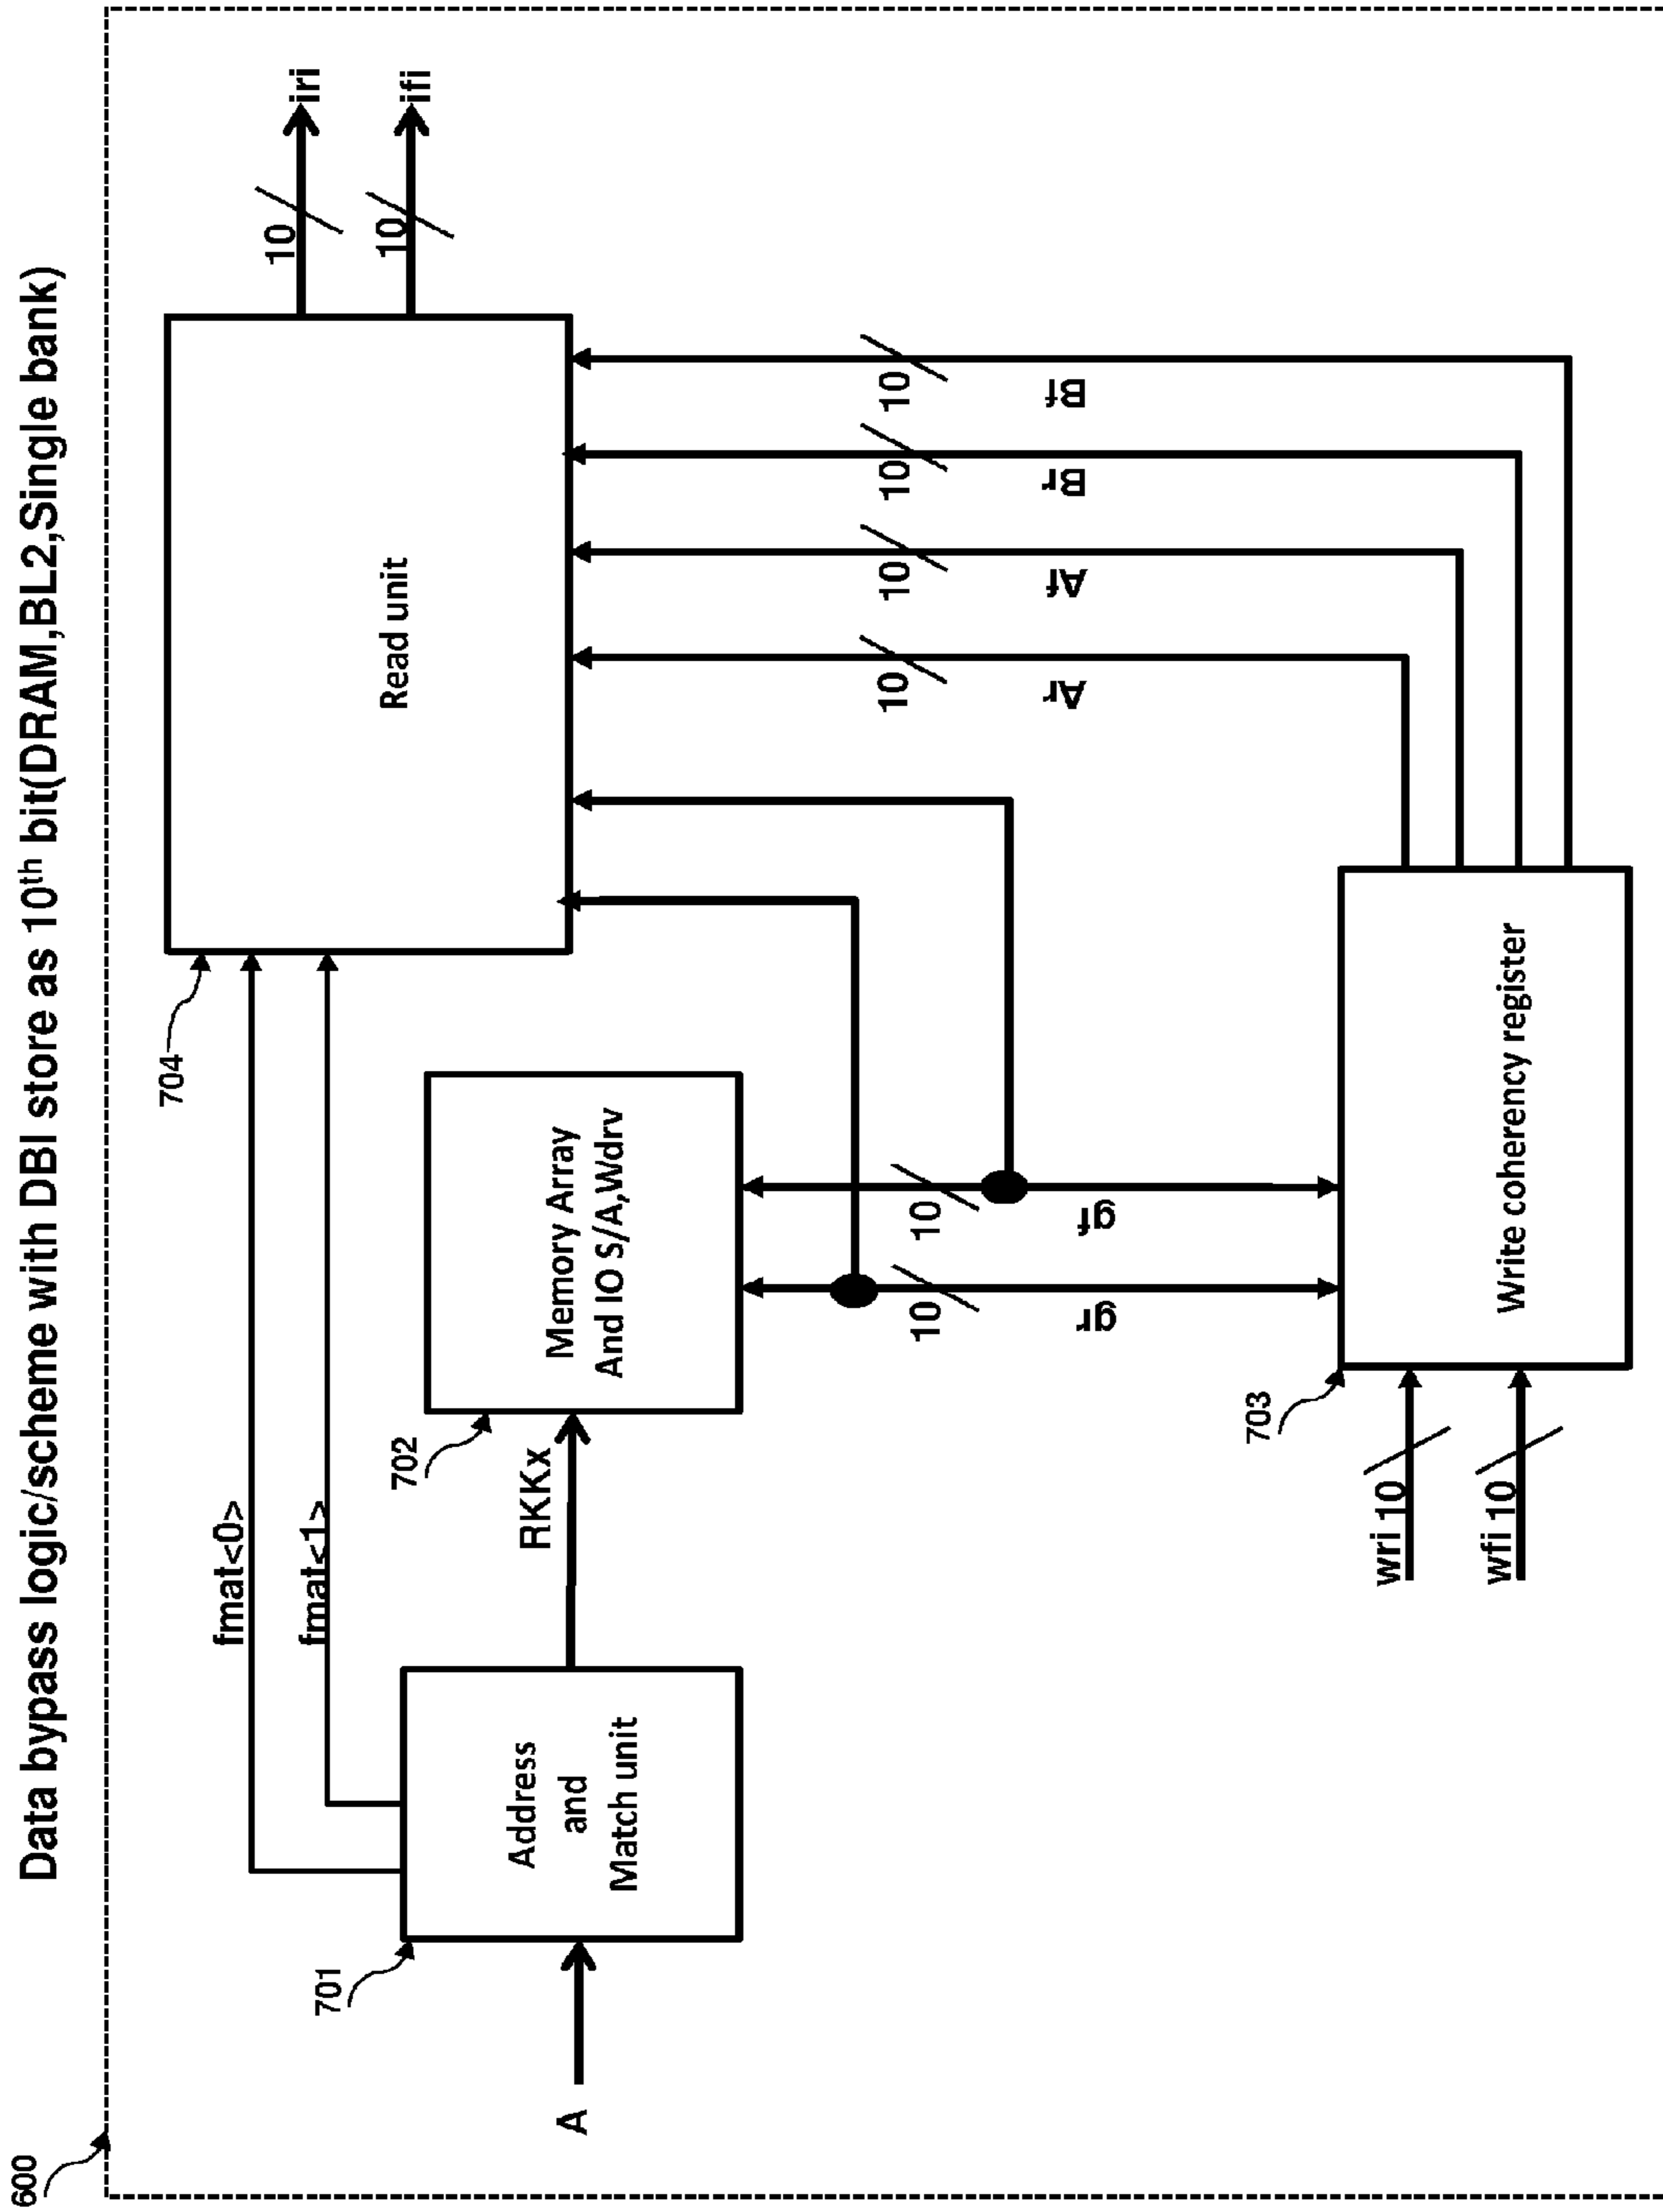 600
Data bypass logic/scheme with DBI store as 10th bit(DRAM,BL2,Single bank)
704
fmat<0>
fmat<1>
Read unit
10
iri
10
ifi
701
Address
and
Match unit
A
RKKx
702
Memory Array
And IO S/A,Wdrv
10
gr
10
gf
10
Ar
10
Af
10
Br
10
Bf
703
wri 10
wfi 10
Write coherency register